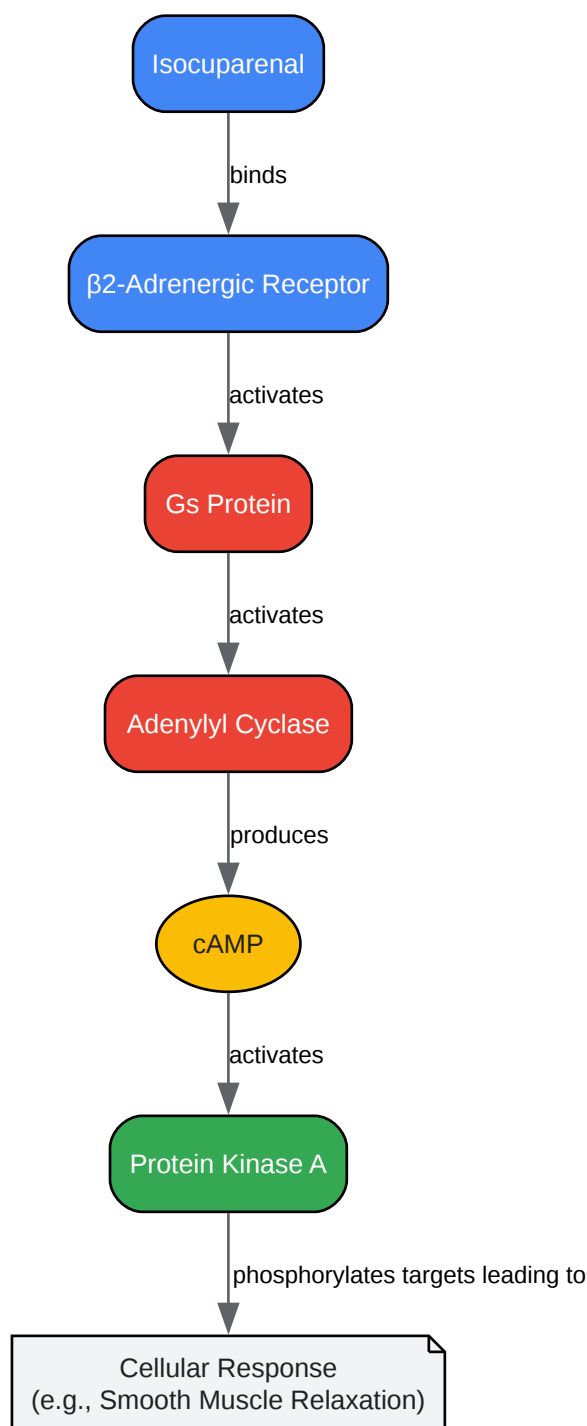 Isocuparenal
binds
β2-Adrenergic Receptor
activates
Gs Protein
activates
Adenylyl Cyclase
produces
cAMP
activates
Protein Kinase A
phosphorylates targets leading to
Cellular Response
(e.g., Smooth Muscle Relaxation)